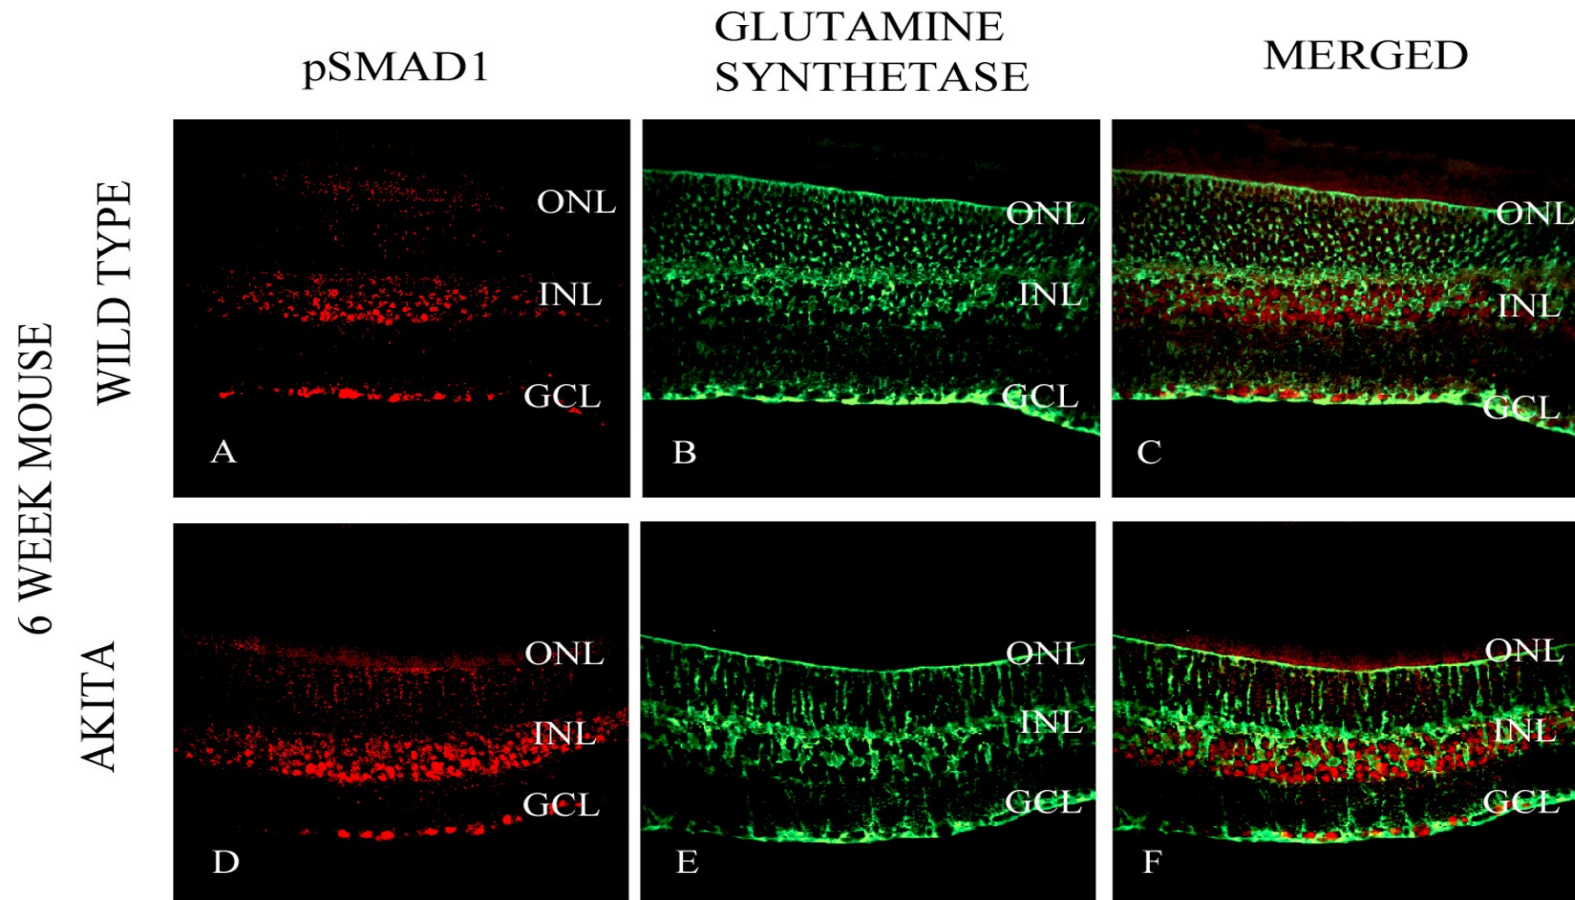 pSMAD1
GLUTAMINE
SYNTHETASE
MERGED
6 WEEK MOUSE
WILD TYPE
ONL
INL
GCL
A
ONL
INL
GCL
B
ONL
INL
GCL
C
AKITA
ONL
INL
GCL
D
ONL
INL
GCL
E
ONL
INL
GCL
F